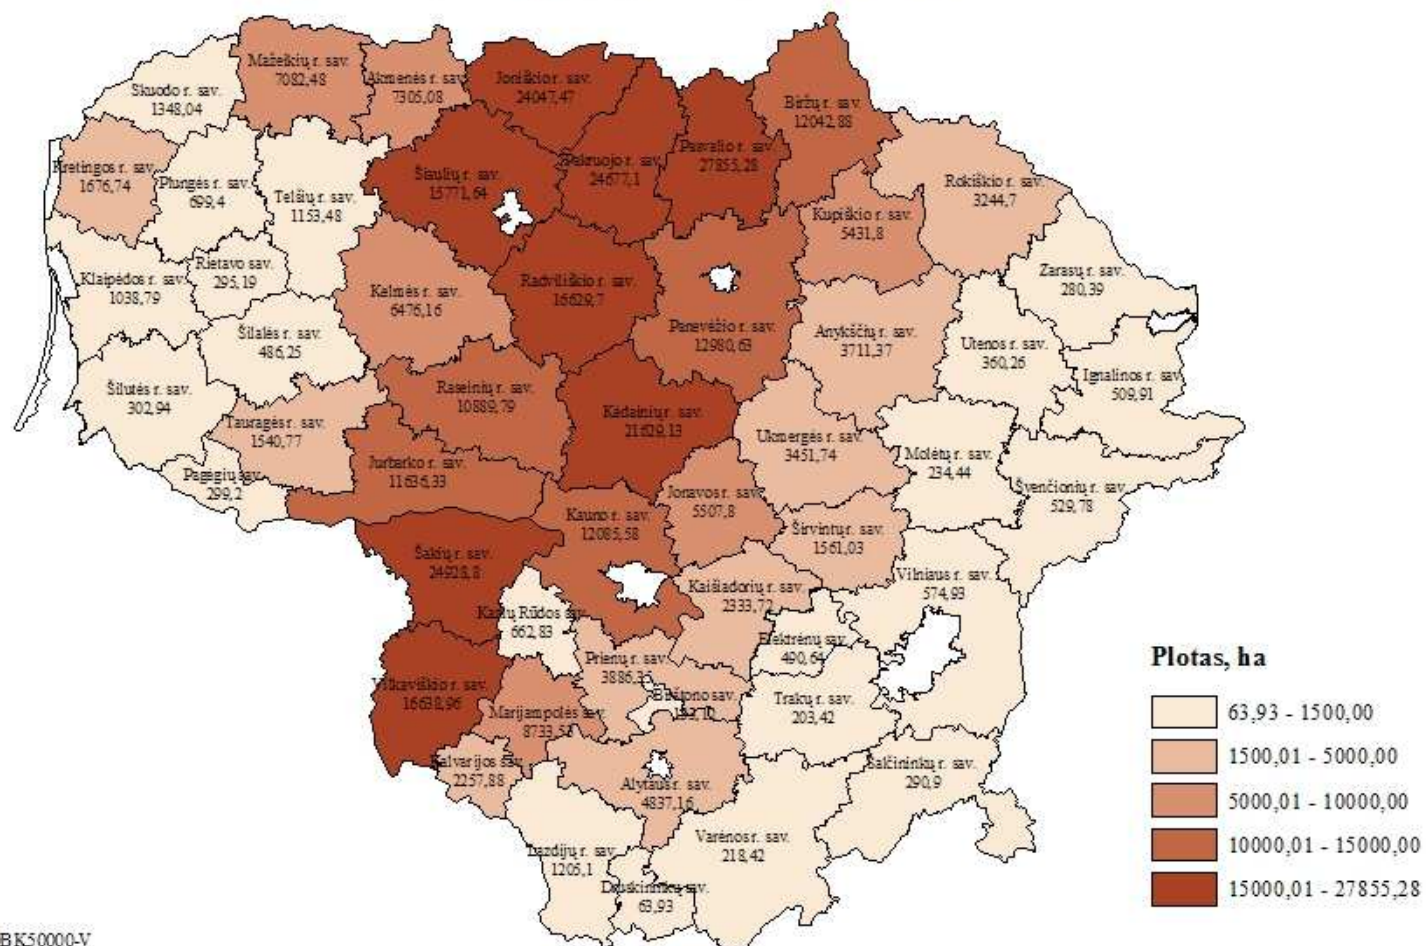 Mažeikių r. sav.
7082,48
Akmenės r. sav.
7305,08
Joniškio r. sav.
24047,47
Skuodo r. sav.
1348,04
Biržų r. sav.
12042,88
Pasvalio r. sav.
27855,28
Pakruojo r. sav.
24677,1
Kretingos r. sav.
1676,74
Plungės r. sav.
699,4
Telšių r. sav.
1153,48
Šiaulių r. sav.
15771,64
Rokiškio r. sav.
3244,7
Kupiškio r. sav.
5431,8
Klaipėdos r. sav.
1038,79
Rietavo sav.
295,19
Kelmės r. sav.
6476,16
Radviliškio r. sav.
16629,7
Zarasų r. sav.
280,39
Panevėžio r. sav.
12980,63
Anykščių r. sav.
3711,37
Utenos r. sav.
360,26
Šilalės r. sav.
486,25
Ignalinos r. sav.
509,91
Šilutės r. sav.
302,94
Raseinių r. sav.
10889,79
Kėdainių r. sav.
21629,13
Tauragės r. sav.
1540,77
Ukmergės r. sav.
3451,74
Molėtų r. sav.
234,44
Jurbarko r. sav.
11636,33
Pagėgių sav.
299,2
Švenčionių r. sav.
529,78
Jonavos r. sav.
5507,8
Kauno r. sav.
12085,58
Širvintų r. sav.
1561,03
Šakių r. sav.
24928,8
Vilniaus r. sav.
574,93
Kaišiadorių r. sav.
2333,72
Kazlų Rūdos sav.
662,83
Elektrėnų sav.
490,64
Prienų r. sav.
3886,35
Vilkaviškio r. sav.
16638,96
Birštono sav.
Trakų r. sav.
203,42
Marijampolės sav.
8733,53
Kalvarijos sav.
2257,88
Šalčininkų r. sav.
290,9
Alytaus r. sav.
4837,16
Varėnos r. sav.
218,42
Lazdijų r. sav.
1205,1
Druskininkų sav.
63,93
Plotas, ha
63,93 - 1500,00
1500,01 - 5000,00
5000,01 - 10000,00
10000,01 - 15000,00
15000,01 - 27855,28
BK50000-V